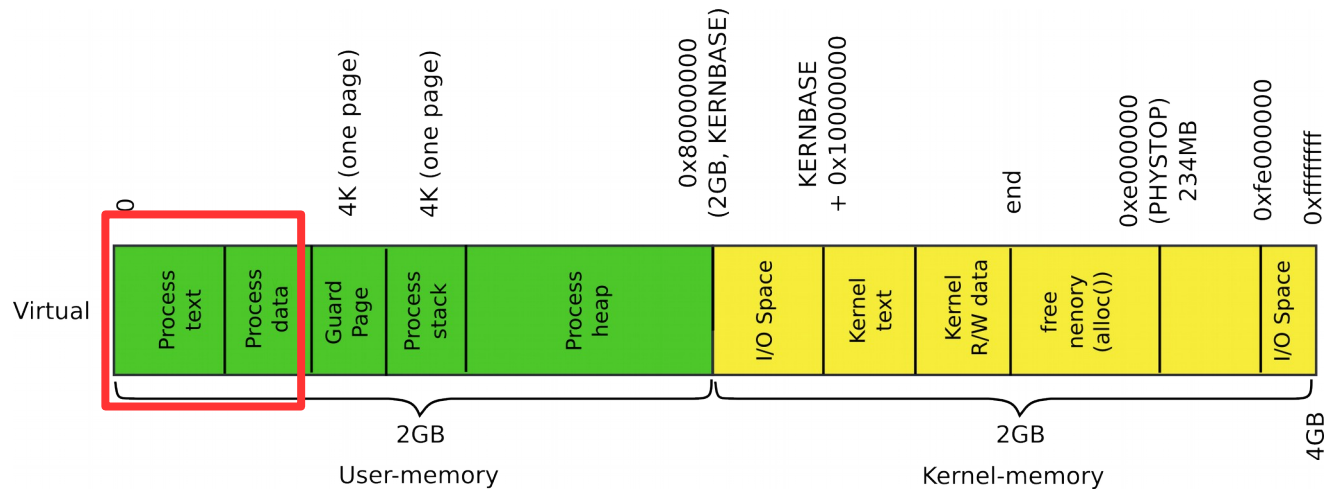 0
4K (one page)
4K (one page)
0x80000000
(2GB, KERNBASE)
KERNBASE
+ 0x10000000
end
0xe000000
(PHYSTOP)
234MB
0xfe000000
0xffffffff
Virtual
Process
text
Process
data
Guard
Page
Process
stack
Process
heap
I/O Space
Kernel
text
Kernel
R/W data
free
nenory
(alloc())
I/O Space
2GB
2GB
4GB
User-memory
Kernel-memory